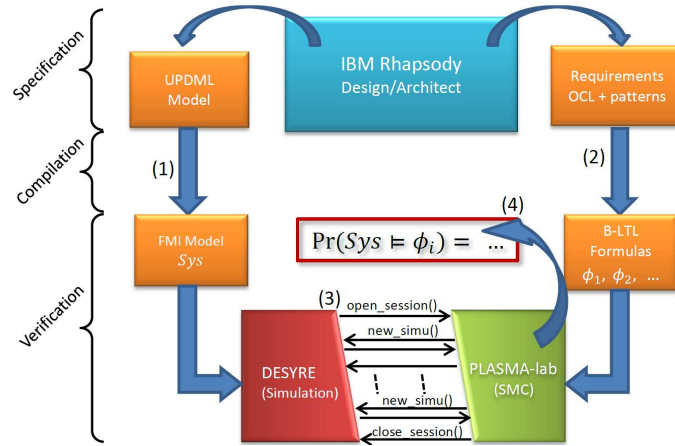 Specification
UPDML
Model
IBM Rhapsody
Design/Architect
Requirements
OCL + patterns
Compilation
(1)
(2)
Verification
FMI Model
Sys
(4)
Pr(Sys ⊨ ϕi) = ...
B-LTL
Formulas
ϕ1, ϕ2, ...
(3)
open_session()
new_simu()
DESYRE
(Simulation)
PLASMA-lab
(SMC)
new_simu()
close_session()